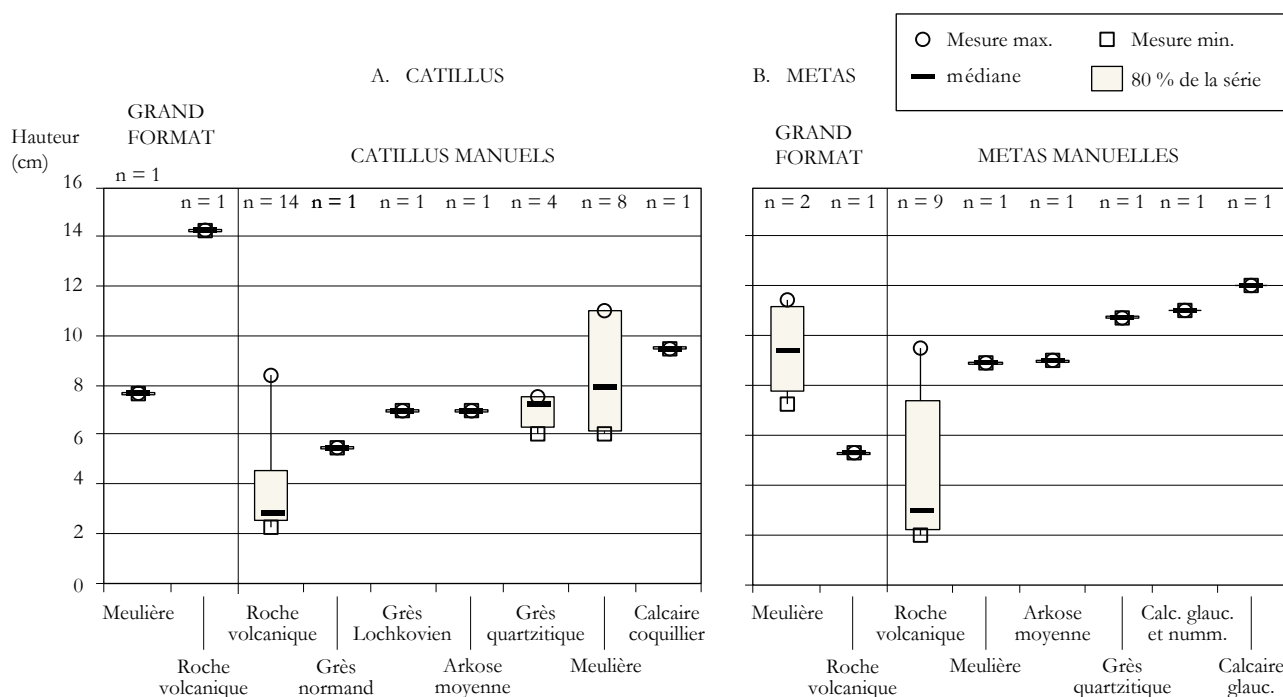 Mesure max.
Mesure min.
médiane
80 % de la série
A. CATILLUS
B. METAS
Hauteur
(cm)
GRAND
FORMAT
CATILLUS MANUELS
GRAND
FORMAT
METAS MANUELLES
n = 1
n = 1
n = 14
n = 1
n = 1
n = 1
n = 4
n = 8
n = 1
n = 2
n = 1
n = 9
n = 1
n = 1
n = 1
n = 1
n = 1
16
14
12
10
8
6
4
2
0
Meulière
Roche
volcanique
Roche
volcanique
Grès
normand
Grès
Lochkovien
Arkose
moyenne
Grès
quartzitique
Meulière
Calcaire
coquillier
Meulière
Roche
volcanique
Roche
volcanique
Meulière
Arkose
moyenne
Grès
quartzitique
Calc. glauc.
et numm.
Calcaire
glauc.